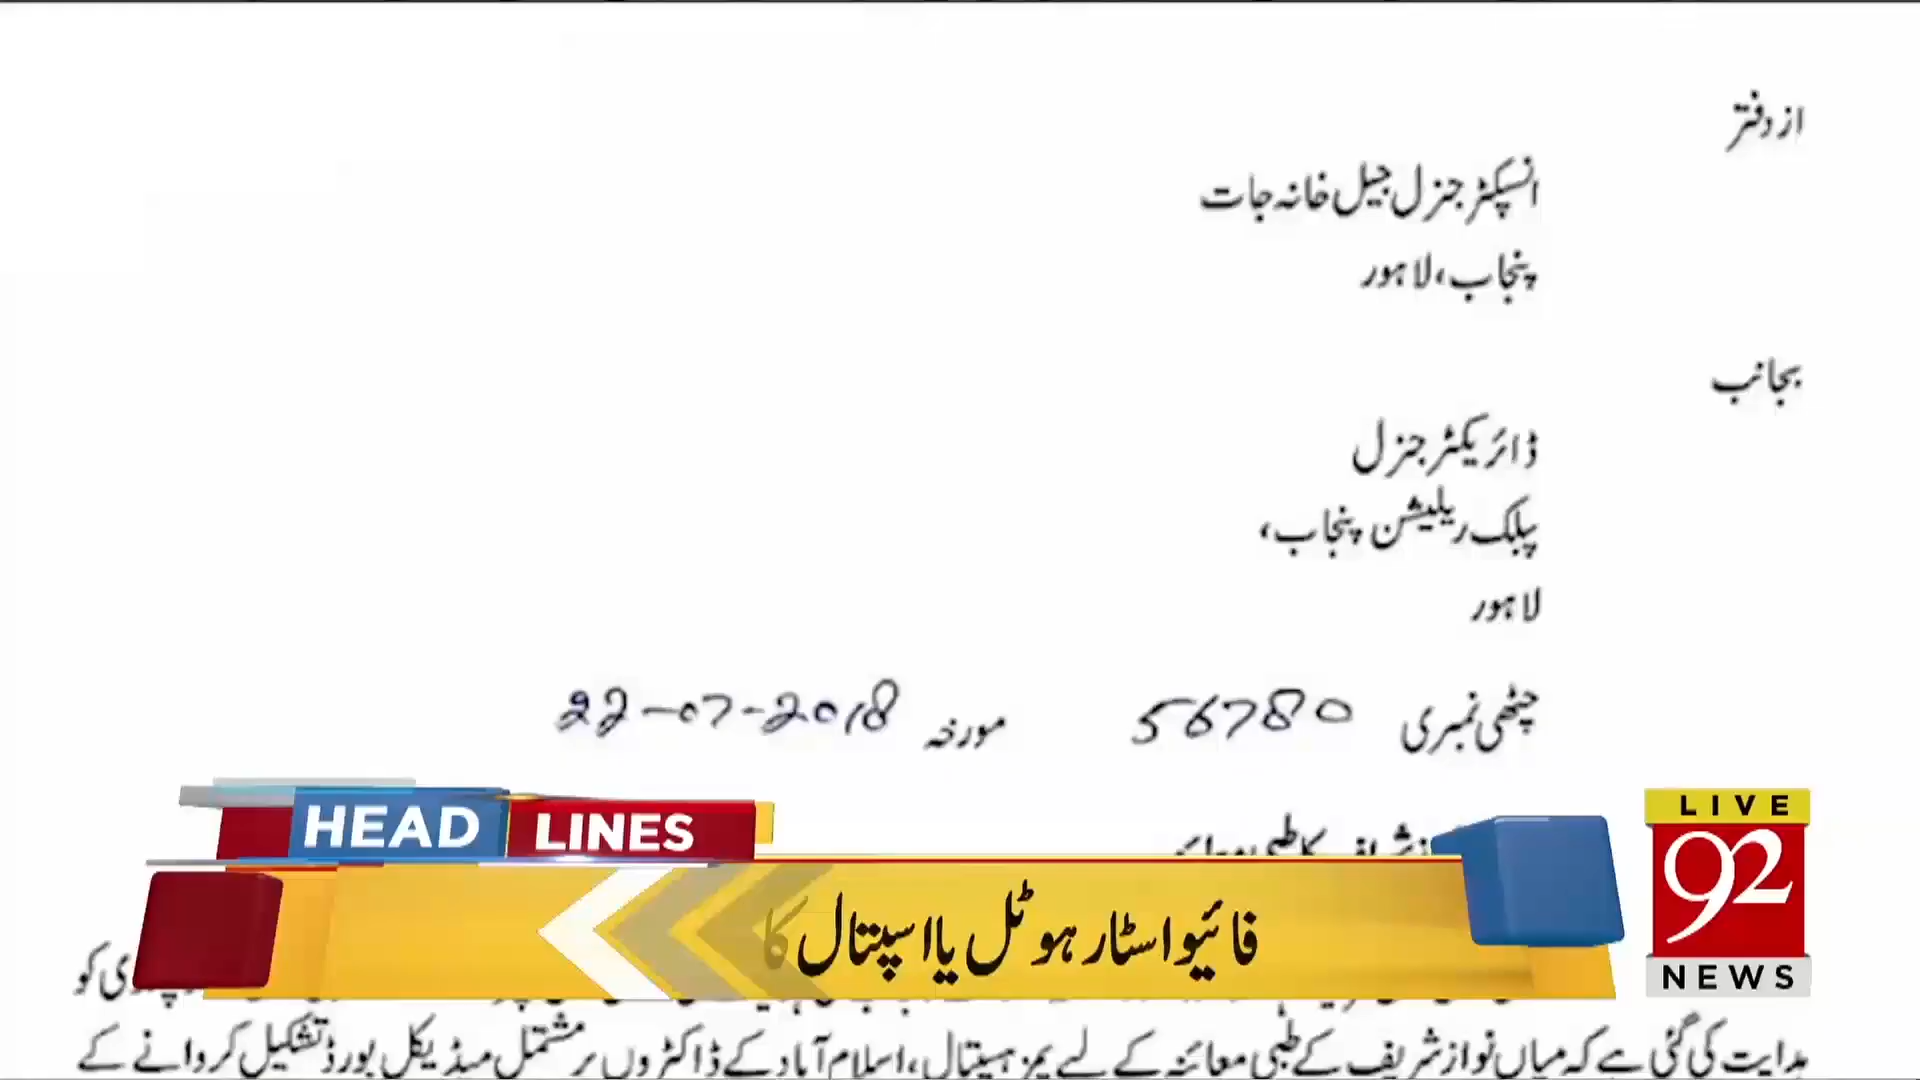 از دفتر
انسپکٹر جنرل جیل خانہ جات
پنجاب، لاہور
بجانب
ڈائریکٹر جنرل
پبلک ریلیشن پنجاب،
لاہور
چٹھی نمبری 56780 مورخہ 22-07-2018
HEAD LINES
فائیو اسٹار ہوٹل یا اسپتال کا
LIVE
92
NEWS
کو
ہدایت کی گئی ہے کہ میاں نواز شریف کے طبی معائنہ کے لیے پمز ہسپتال، اسلام آباد کے ڈاکٹروں پر مشتمل میڈیکل بورڈ تشکیل کروانے کے